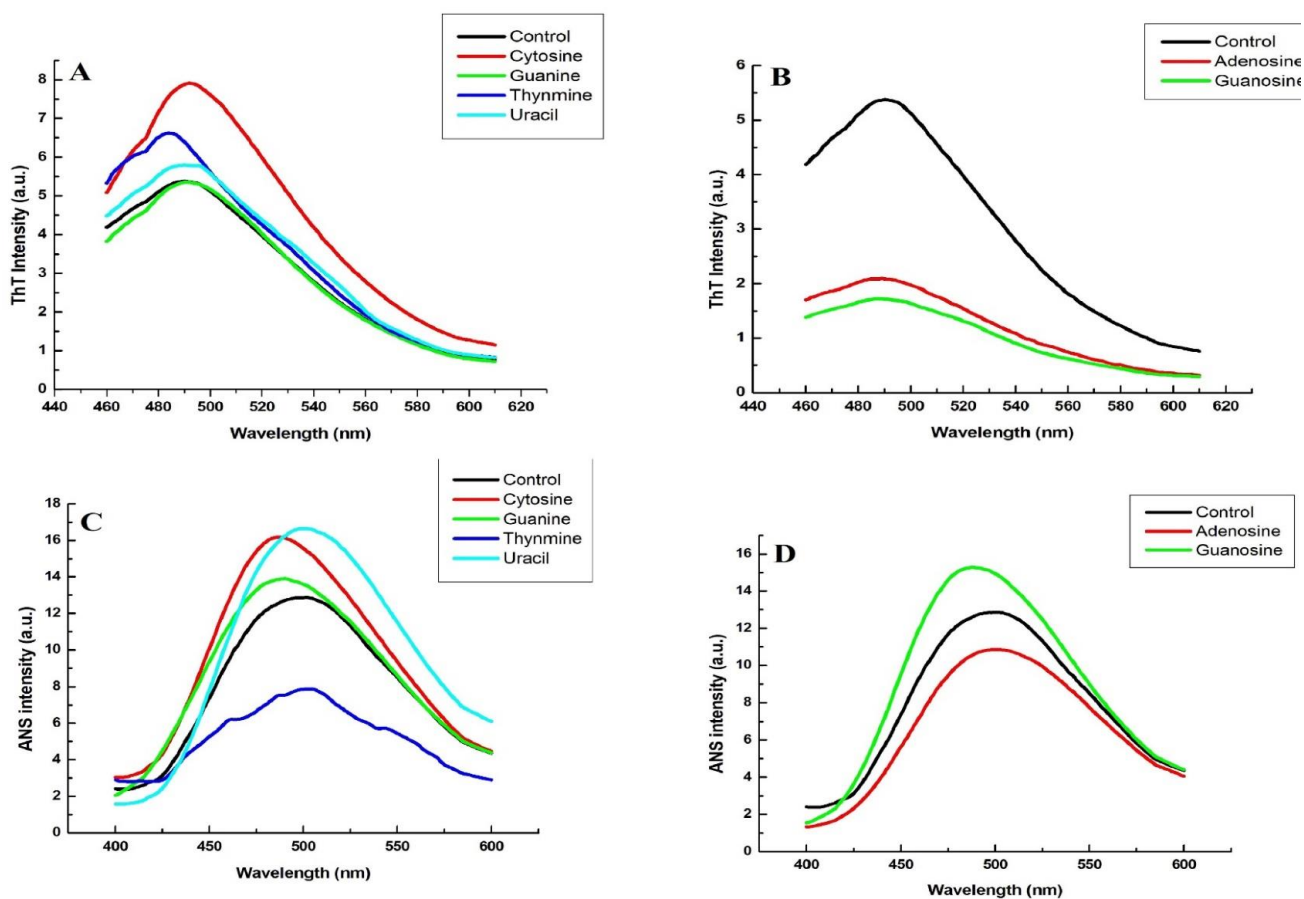 A
Control
Cytosine
Guanine
Thynmine
Uracil
8
7
6
5
4
3
2
1
0
ThT Intensity (a.u.)
440 460 480 500 520 540 560 580 600 620
Wavelength (nm)
B
Control
Adenosine
Guanosine
6
5
4
3
2
1
0
ThT Intensity (a.u.)
440 460 480 500 520 540 560 580 600 620
Wavelength (nm)
C
Control
Cytosine
Guanine
Thynmine
Uracil
18
16
14
12
10
8
6
4
2
0
ANS intensity (a.u.)
400 450 500 550 600
Wavelength (nm)
D
Control
Adenosine
Guanosine
16
14
12
10
8
6
4
2
0
ANS intensity (a.u.)
400 450 500 550 600
Wavelength (nm)